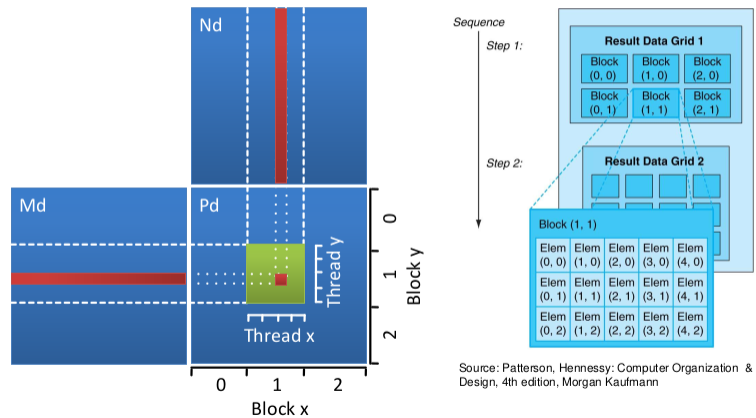 Nd
Md
Pd
0
1
2
Thread y
Block y
Thread x
0 1 2
Block x
Sequence
Step 1:
Result Data Grid 1
Block Block Block
(0, 0) (1, 0) (2, 0)
Block Block Block
(0, 1) (1, 1) (2, 1)
Step 2:
Result Data Grid 2
Block (1, 1)
Elem Elem Elem Elem Elem
(0, 0) (1, 0) (2, 0) (3, 0) (4, 0)
Elem Elem Elem Elem Elem
(0, 1) (1, 1) (2, 1) (3, 1) (4, 1)
Elem Elem Elem Elem Elem
(0, 2) (1, 2) (2, 2) (3, 2) (4, 2)
Source: Patterson, Hennessy: Computer Organization &
Design, 4th edition, Morgan Kaufmann